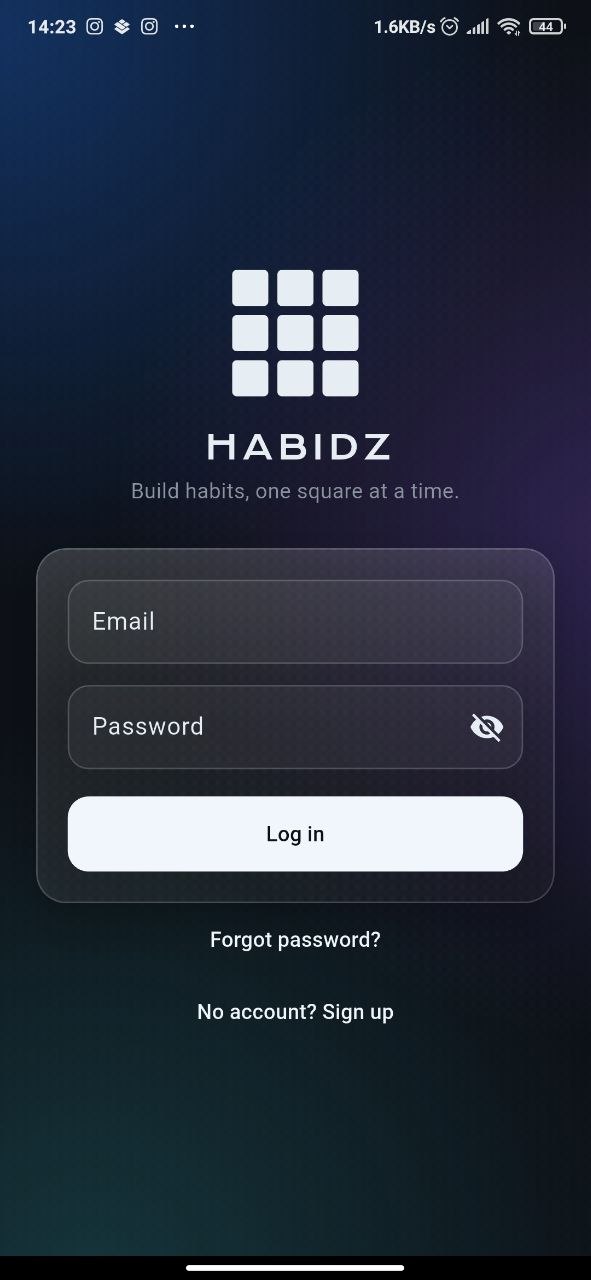 14:23
1.6KB/s
44
HABIDZ
Build habits, one square at a time.
Email
Password
Log in
Forgot password?
No account? Sign up